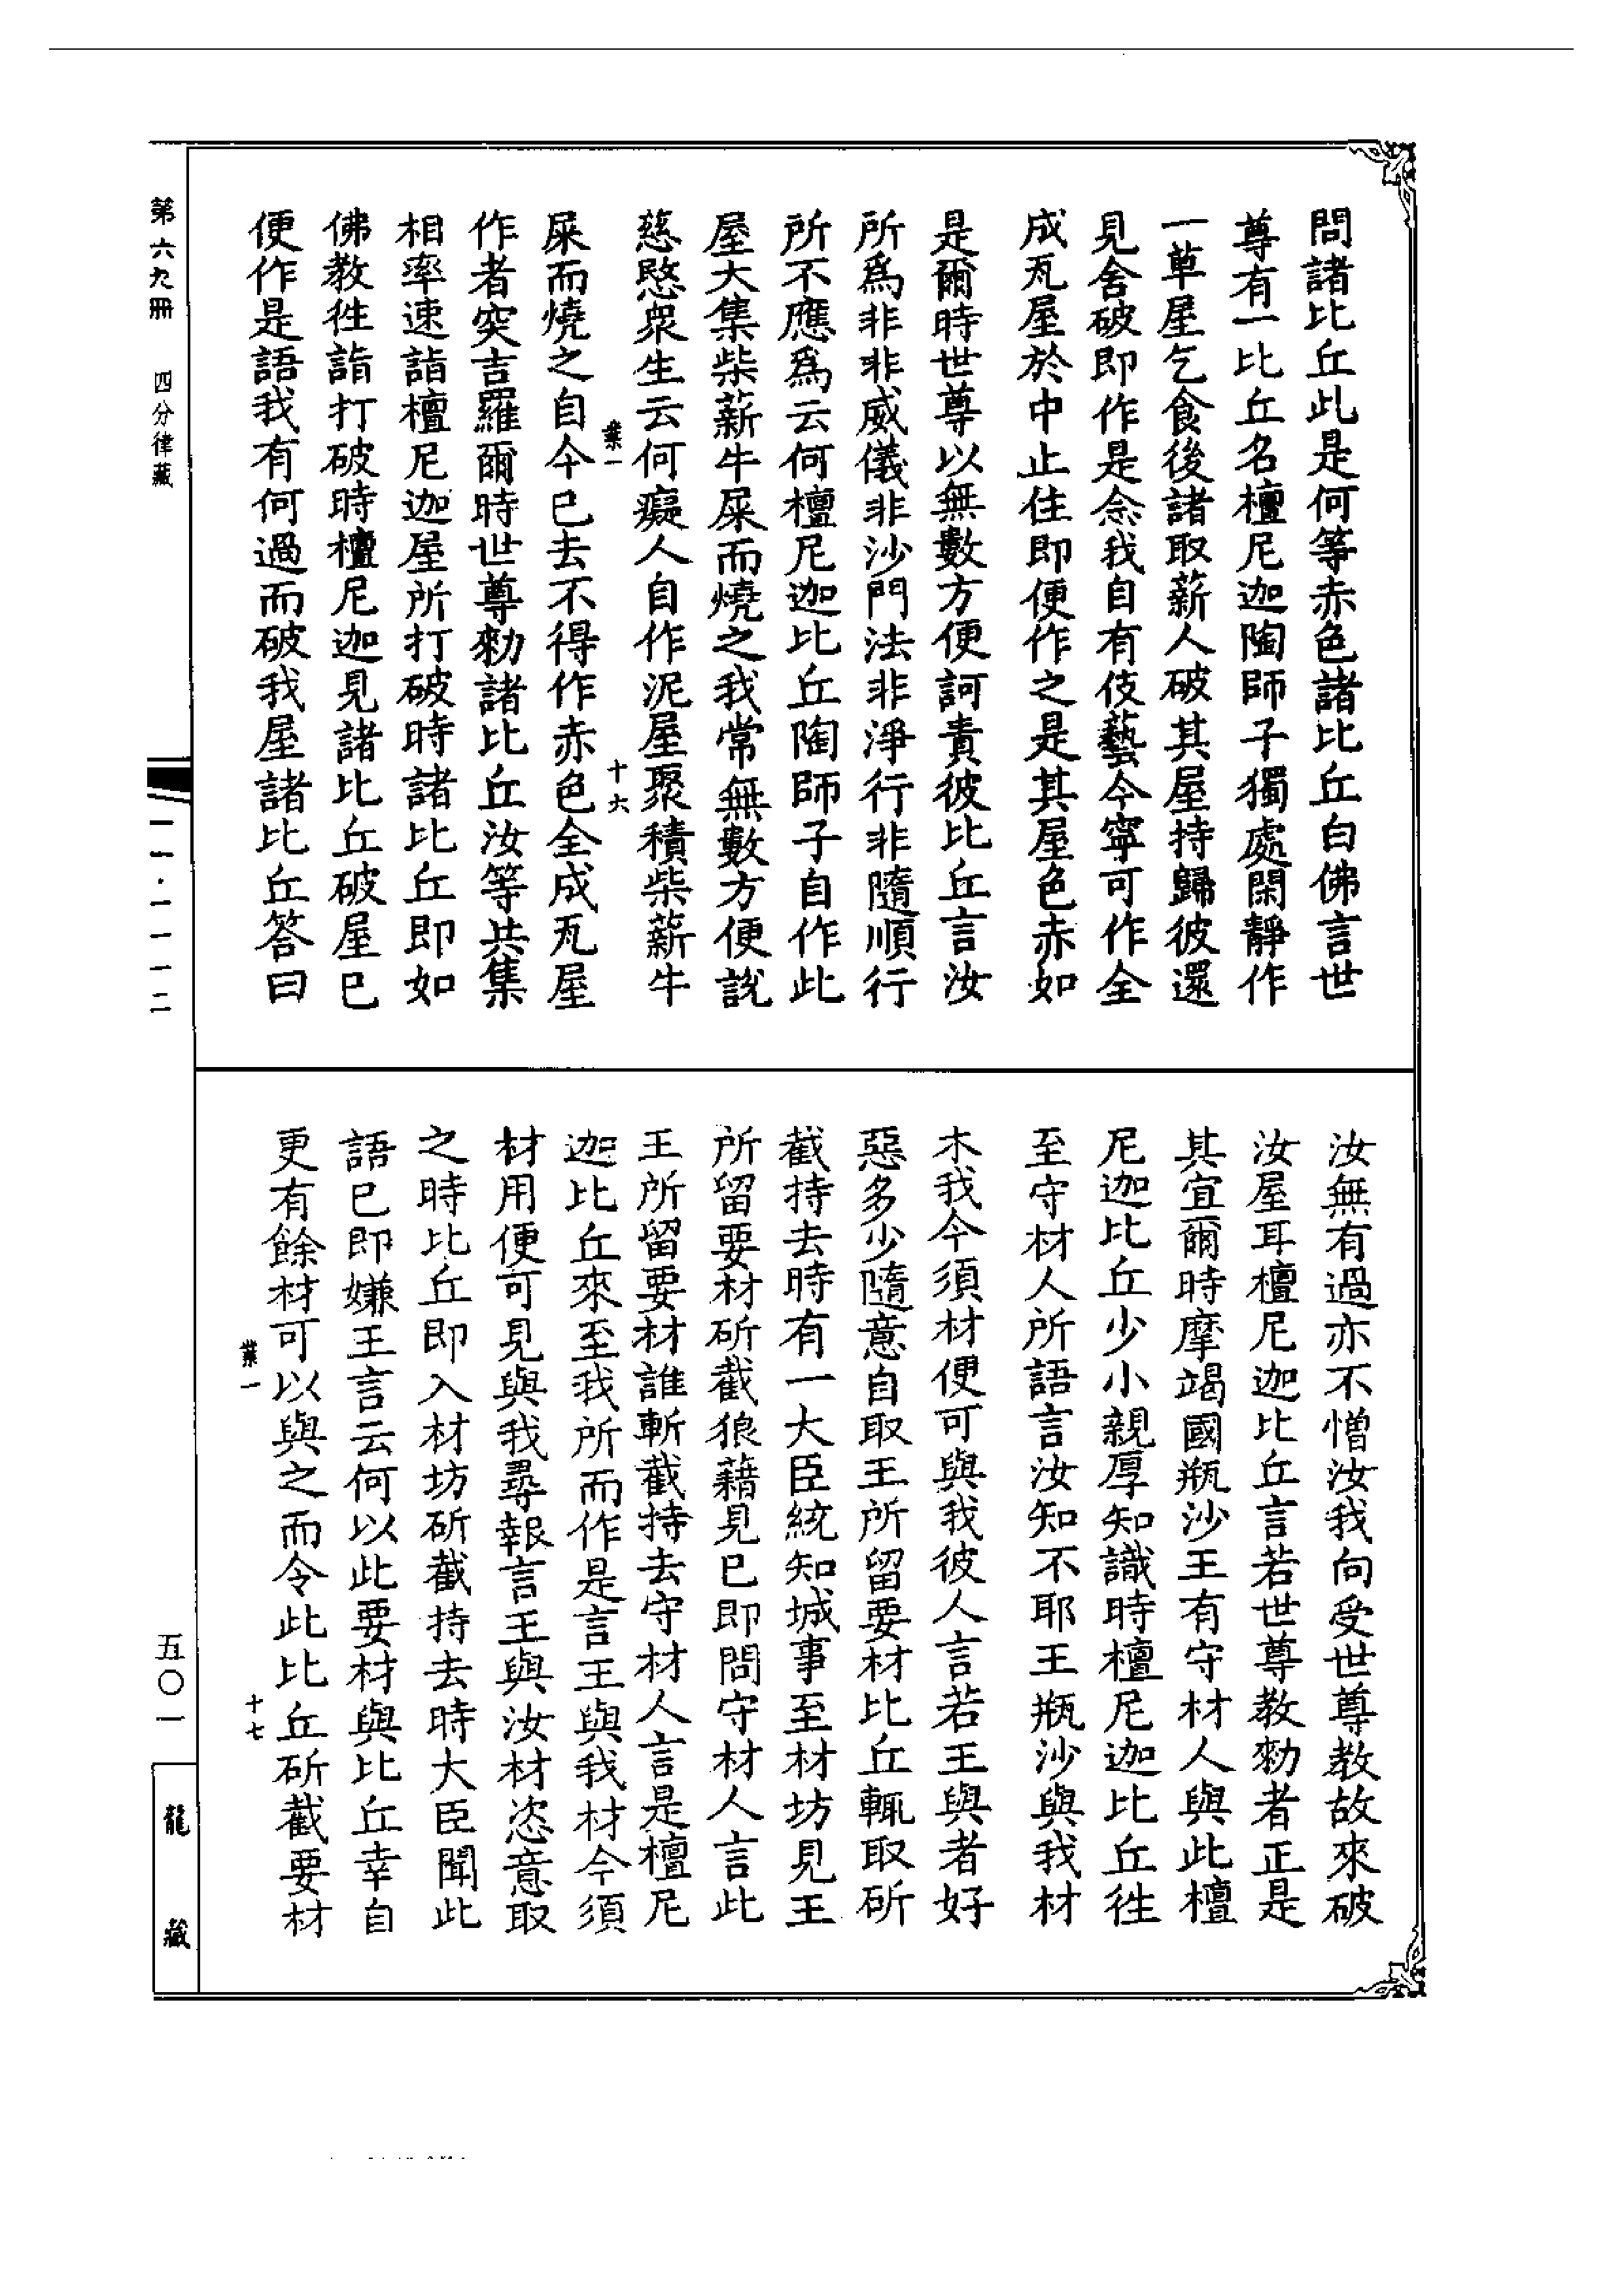 問諸比丘此是何等赤色諸比丘白佛言世
尊有一比丘名檀尼迦陶師子獨處閑靜作
一草屋乞食後諸取薪人破其屋持歸彼還
見舍破即作是念我自有伎藝今寧可作全
成瓦屋於中止住即便作之是其屋色赤如
是爾時世尊以無數方便訶責彼比丘言汝
所為非非威儀非沙門法非淨行非隨順行
所不應為云何檀尼迦比丘陶師子自作此
屋大集柴薪牛屎而燒之我常無數方便說
慈愍眾生云何癡人自作泥屋聚積柴薪牛
業一
十六
屎而燒之自今已去不得作赤色全成瓦屋
作者突吉羅爾時世尊勑諸比丘汝等共集
相率速詣檀尼迦屋所打破時諸比丘即如
佛教徃詣打破時檀尼迦見諸比丘破屋已
便作是語我有何過而破我屋諸比丘答曰
汝無有過亦不憎汝我向受世尊教故來破
汝屋耳檀尼迦比丘言若世尊教勑者正是
其宜爾時摩竭國瓶沙王有守材人與此檀
尼迦比丘少小親厚知識時檀尼迦比丘徃
至守材人所語言汝知不耶王瓶沙與我材
木我今須材便可與我彼人言若王與者好
惡多少隨意自取王所留要材比丘輒取斫
截持去時有一大臣統知城事至材坊見王
所留要材斫截狼藉見已即問守材人言此
王所留要材誰斬截持去守材人言是檀尼
迦比丘來至我所而作是言王與我材今須
材用便可見與我尋報言王與汝材恣意取
之時比丘即入材坊斫截持去時大臣聞此
語已即嫌王言云何以此要材與比丘幸自
更有餘材可以與之而令此比丘斫截要材
業一
十七
第六九冊 四分律藏
一一·一一一二
五〇一
龍藏